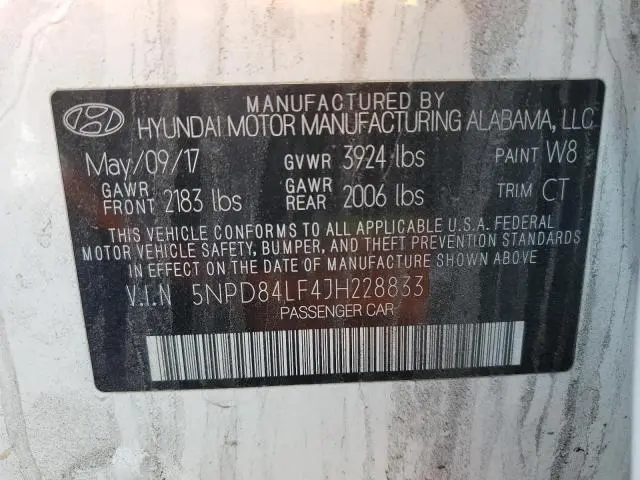 MANUFACTURED BY
HYUNDAI MOTOR MANUFACTURING ALABAMA, LLC
May/09/17 GVWR 3924 lbs PAINT W8
GAWR FRONT 2183 lbs GAWR REAR 2006 lbs TRIM CT
THIS VEHICLE CONFORMS TO ALL APPLICABLE U.S.A. FEDERAL
MOTOR VEHICLE SAFETY, BUMPER, AND THEFT PREVENTION STANDARDS
IN EFFECT ON THE DATE OF MANUFACTURE SHOWN ABOVE
V.I.N 5NPD84LF4JH228833
PASSENGER CAR